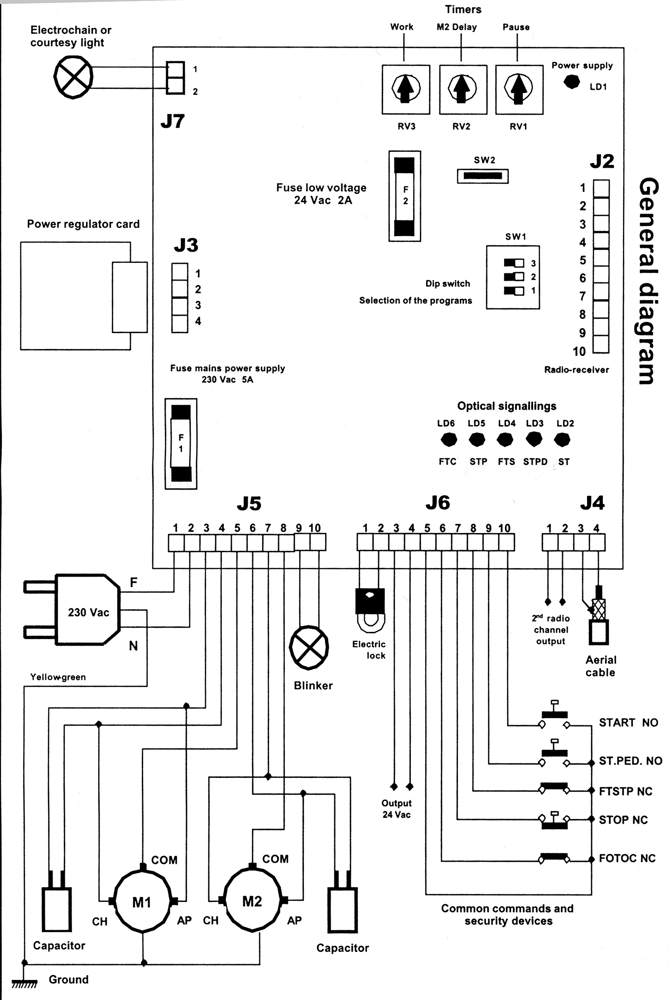 Timers
Work
M2 Delay
Pause
Electrochain or
courtesy light
1
2
J7
Power supply
LD1
RV3
RV2
RV1
SW2
J2
Fuse low voltage
24 Vac 2A
F
2
1
2
3
4
5
6
7
8
9
10
Radio-receiver
General diagram
Power regulator card
J3
1
2
3
4
SW1
3
2
1
Dip switch
Selection of the programs
Fuse mains power supply
230 Vac 5A
F
1
Optical signallings
LD6 LD5 LD4 LD3 LD2
FTC STP FTS STPD ST
J5
1 2 3 4 5 6 7 8 9 10
J6
1 2 3 4 5 6 7 8 9 10
J4
1 2 3 4
F
230 Vac
N
Yellow-green
Blinker
Electric
lock
2nd radio
channel
output
Aerial
cable
START NO
ST.PED. NO
FTSTP NC
STOP NC
FOTOC NC
Output
24 Vac
Common commands and
security devices
COM
M1
CH
AP
COM
M2
CH
AP
Capacitor
Capacitor
Ground